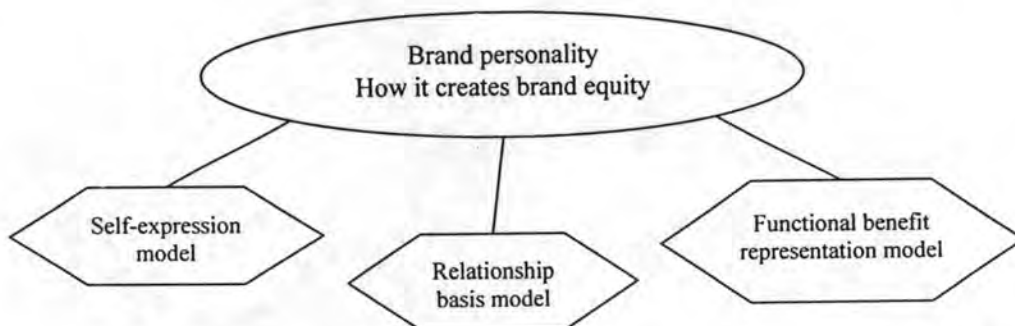 Brand personality
How it creates brand equity
Self-expression
model
Relationship
basis model
Functional benefit
representation model